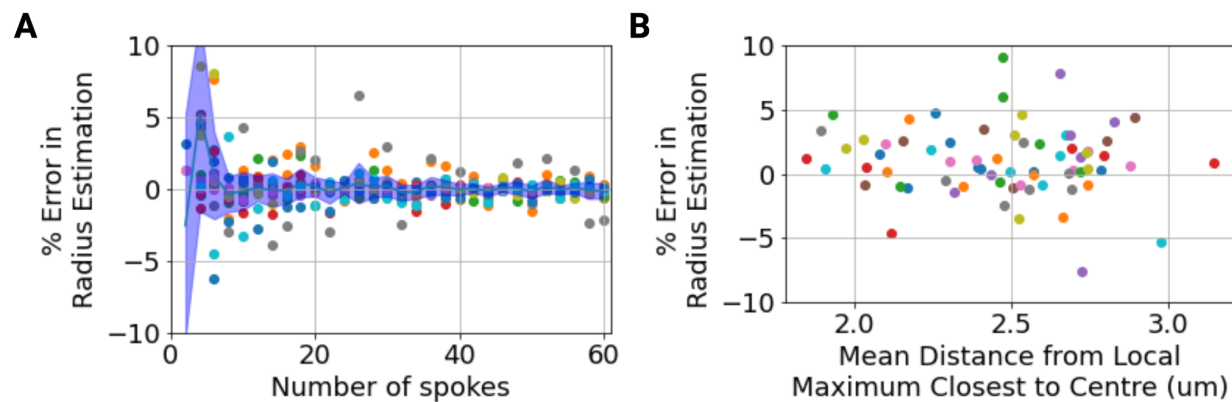 A
10
5
0
−5
−10
% Error in
Radius Estimation
0
20
40
60
Number of spokes
B
10
5
0
−5
−10
% Error in
Radius Estimation
2.0
2.5
3.0
Mean Distance from Local
Maximum Closest to Centre (um)